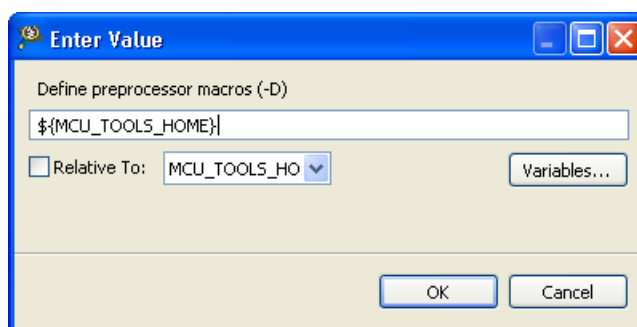 Enter Value
Define preprocessor macros (-D)
${MCU_TOOLS_HOME}
Relative To: MCU_TOOLS_HO Variables...
OK Cancel